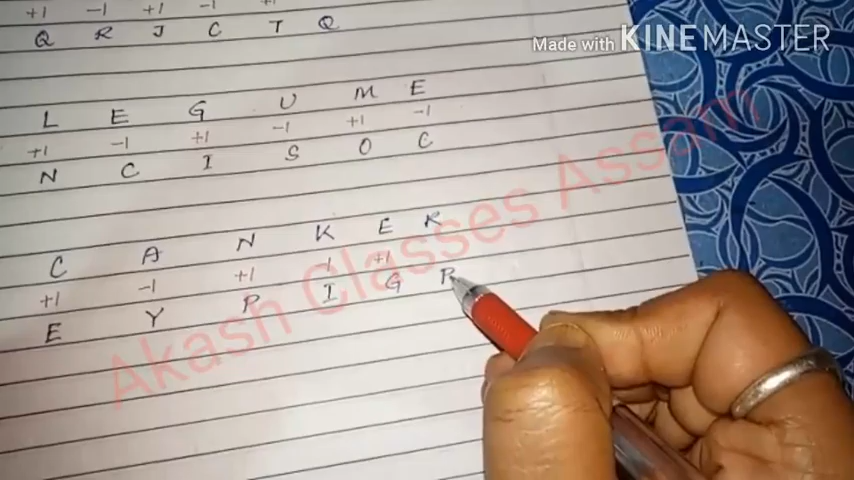 Made with KINEMASTER
+1 -1 +1 -1 +1
Q R J C T Q
L E G U M E
+1 -1 +1 -1 +1 -1
N C I S O C
C A N K E R
+1 -1 +1 -1 +1
E Y P I G P
Akash Classes Assam